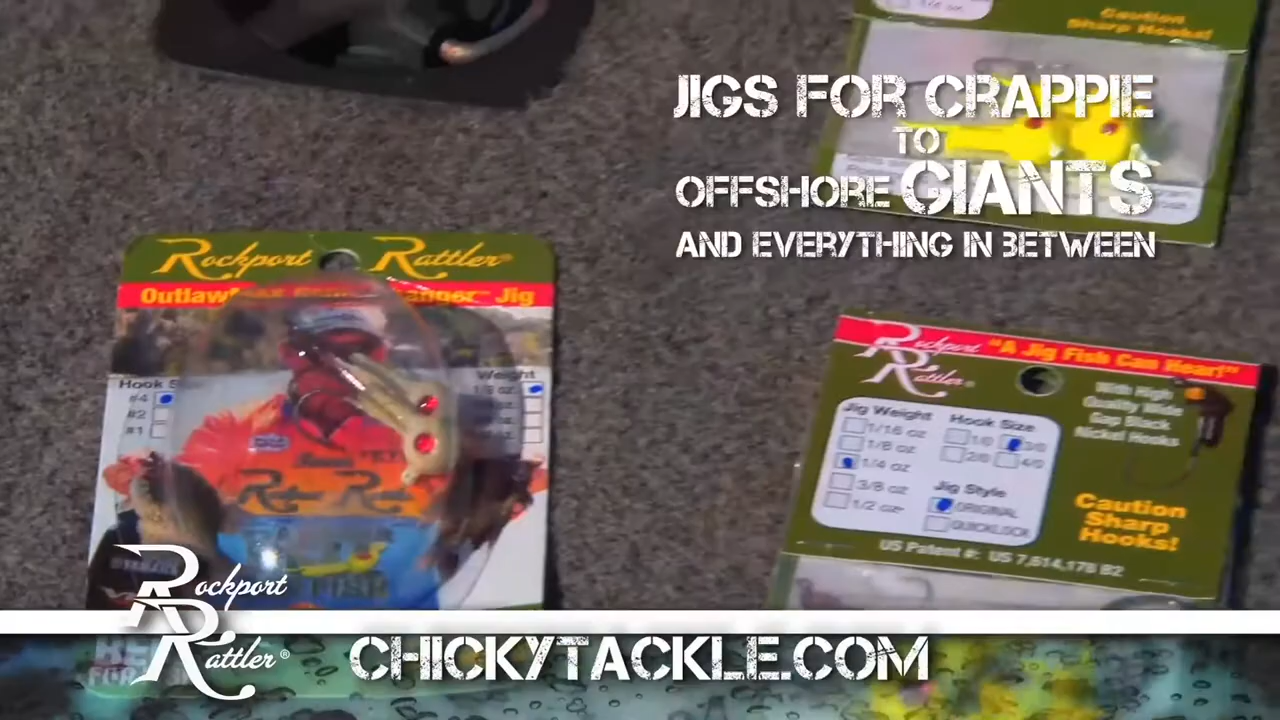 Caution
Sharp Hooks!
JIGS FOR CRAPPIE
TO
OFFSHORE GIANTS
AND EVERYTHING IN BETWEEN
Rockport Rattler®
Jig
Weight
#4
#2
#1
Rockport Rattler®
"A Jig Fish Can Hear!"
With High
Quality Wide
Gap Black
Nickel Hooks
Jig Weight
1/16 oz
1/8 oz
1/4 oz
3/8 oz
1/2 oz
Hook Size
1/0 3/0
2/0 4/0
Jig Style
ORIGINAL
QUICKLOCK
Caution
Sharp
Hooks!
US Patent #: US 7,614,178 B2
Rockport
Rattler®
CHICKYTACKLE.COM